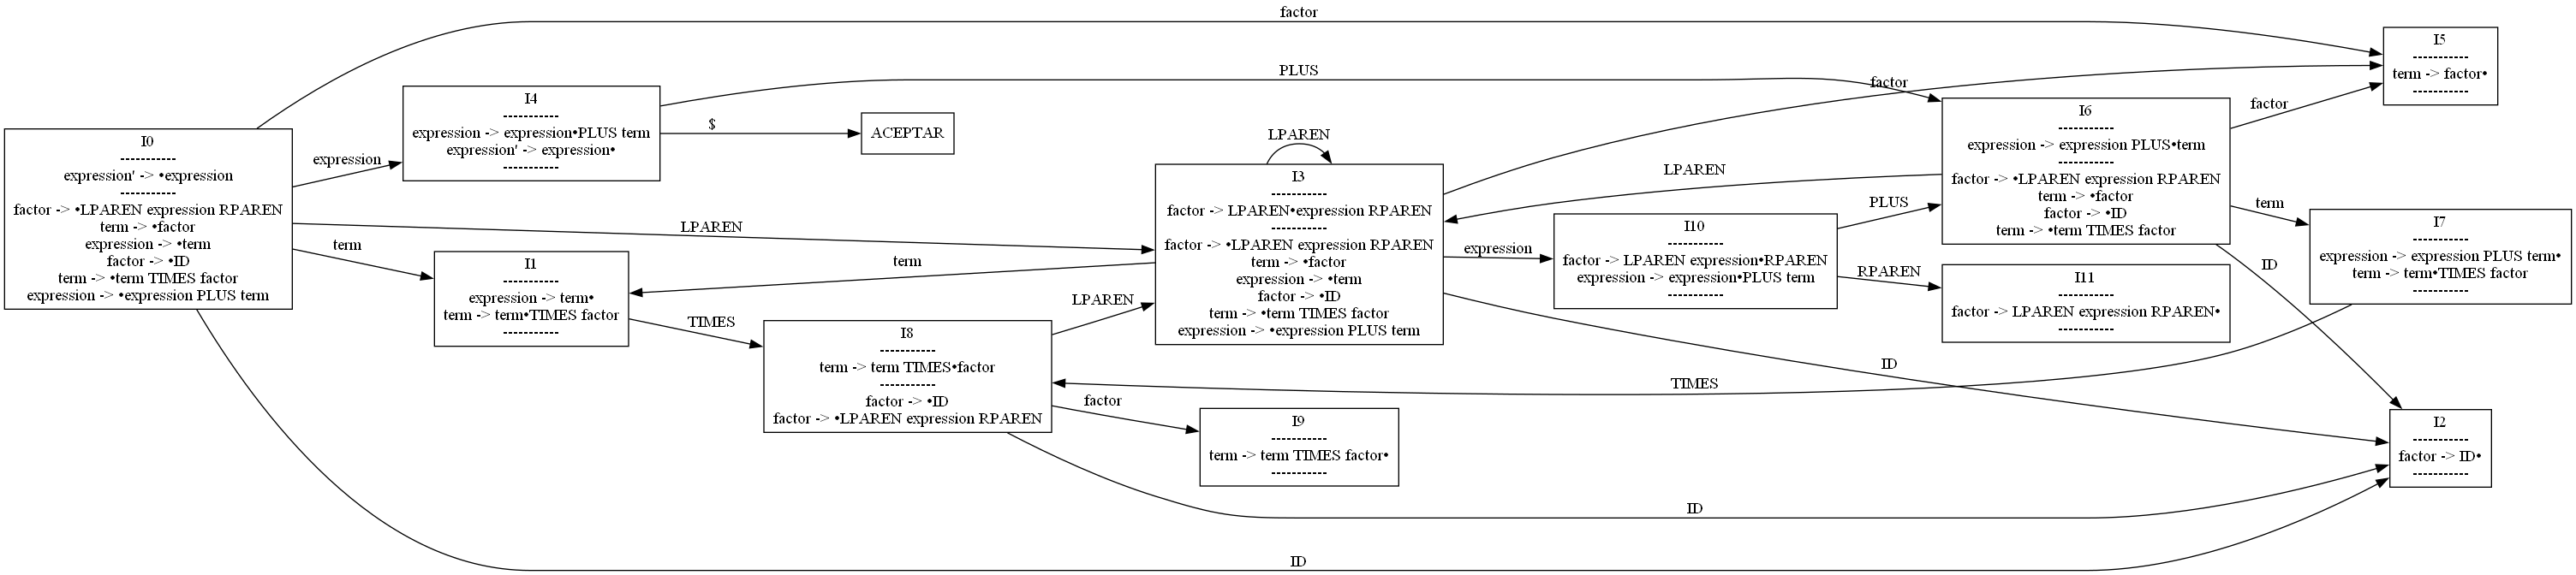 factor
I0
-----------
expression' -> •expression
-----------
factor -> •LPAREN expression RPAREN
term -> •factor
expression -> •term
factor -> •ID
term -> •term TIMES factor
expression -> •expression PLUS term
expression
LPAREN
term
ID
I4
-----------
expression -> expression•PLUS term
expression' -> expression•
-----------
PLUS
$
ACEPTAR
I1
-----------
expression -> term•
term -> term•TIMES factor
-----------
TIMES
I8
-----------
term -> term TIMES•factor
-----------
factor -> •ID
factor -> •LPAREN expression RPAREN
LPAREN
factor
ID
I9
-----------
term -> term TIMES factor•
-----------
LPAREN
I3
-----------
factor -> LPAREN•expression RPAREN
-----------
factor -> •LPAREN expression RPAREN
term -> •factor
expression -> •term
factor -> •ID
term -> •term TIMES factor
expression -> •expression PLUS term
term
factor
expression
ID
I10
-----------
factor -> LPAREN expression•RPAREN
expression -> expression•PLUS term
-----------
PLUS
RPAREN
I11
-----------
factor -> LPAREN expression RPAREN•
-----------
I6
-----------
expression -> expression PLUS•term
-----------
factor -> •LPAREN expression RPAREN
term -> •factor
factor -> •ID
term -> •term TIMES factor
LPAREN
factor
term
ID
I5
-----------
term -> factor•
-----------
I7
-----------
expression -> expression PLUS term•
term -> term•TIMES factor
-----------
TIMES
I2
-----------
factor -> ID•
-----------